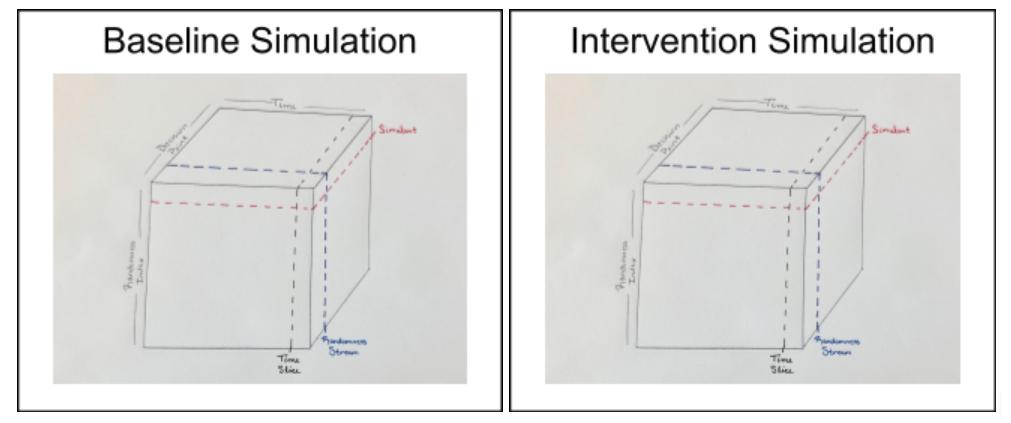 Baseline Simulation
Time
Decision
Point
Simulant
Randomness
Index
Randomness
Stream
Time
Slice
Intervention Simulation
Time
Decision
Point
Simulant
Randomness
Index
Randomness
Stream
Time
Slice